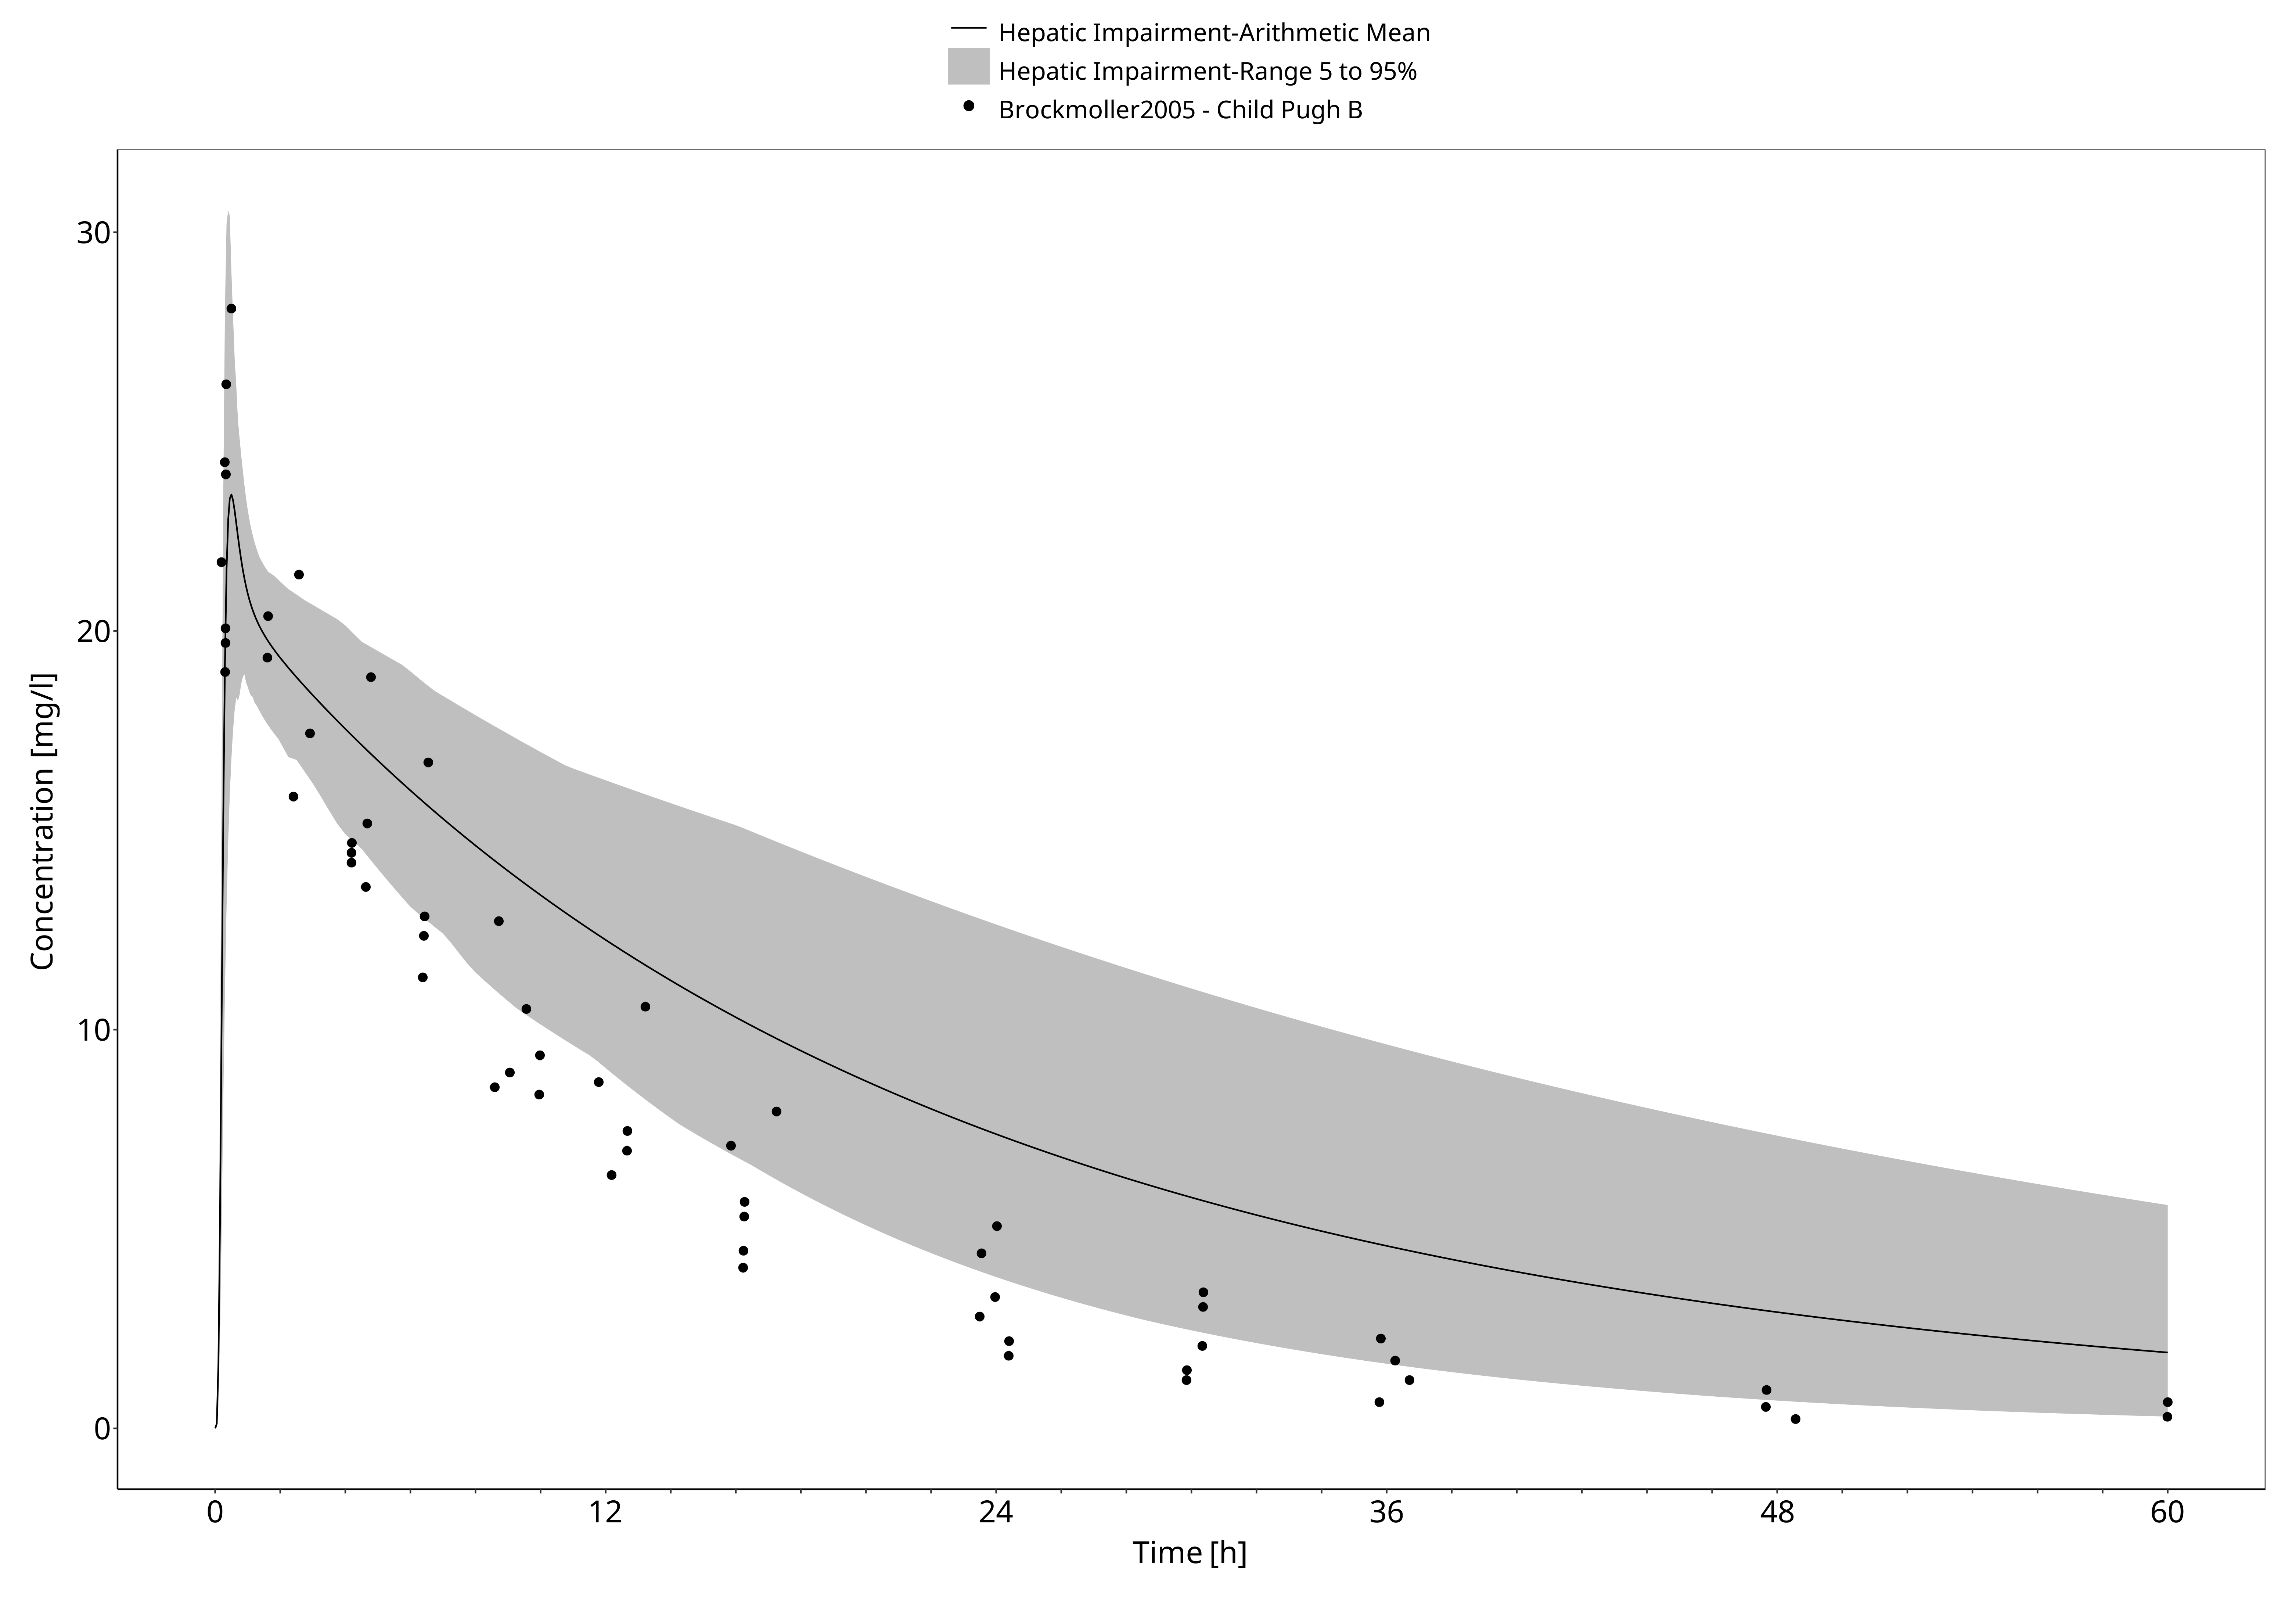 Hepatic Impairment-Arithmetic Mean
Hepatic Impairment-Range 5 to 95%
Brockmoller2005 - Child Pugh B
Concentration [mg/l]
30
20
10
0
0 12 24 36 48 60
Time [h]